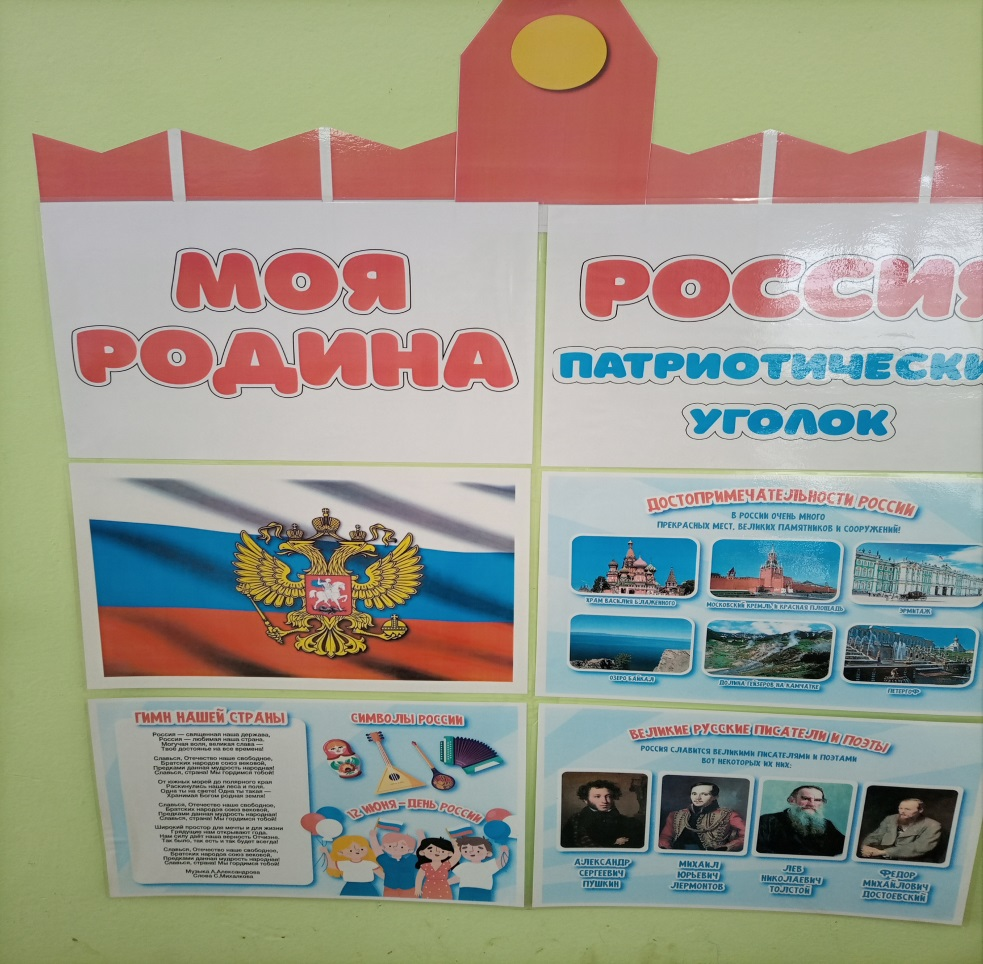 МОЯ
РОДИНА
РОССИЯ
ПАТРИОТИЧЕСКИ
УГОЛОК
ДОСТОПРИМЕЧАТЕЛЬНОСТИ РОССИИ
В РОССИИ ОЧЕНЬ МНОГО
ПРЕКРАСНЫХ МЕСТ, ВЕЛИКИХ ПАМЯТНИКОВ И СООРУЖЕНИЙ!
ХРАМ ВАСИЛИЯ БЛАЖЕННОГО
МОСКОВСКИЙ КРЕМЛЬ И КРАСНАЯ ПЛОЩАДЬ
ЭРМИТАЖ
ОЗЕРО БАЙКАЛ
ДОЛИНА ГЕЙЗЕРОВ НА КАМЧАТКЕ
ПЕТЕРГОФ
ГИМН НАШЕЙ СТРАНЫ
Россия — священная наша держава,
Россия — любимая наша страна.
Могучая воля, великая слава —
Твоё достоянье на все времена!
Славься, Отечество наше свободное,
Братских народов союз вековой,
Предками данная мудрость народная!
Славься, страна! Мы гордимся тобой!
От южных морей до полярного края
Раскинулись наши леса и поля.
Одна ты на свете! Одна ты такая —
Хранимая Богом родная земля!
Славься, Отечество наше свободное,
Братских народов союз вековой,
Предками данная мудрость народная!
Славься, страна! Мы гордимся тобой!
Широкий простор для мечты и для жизни
Грядущие нам открывают года.
Нам силу даёт наша верность Отчизне.
Так было, так есть и так будет всегда!
Славься, Отечество наше свободное,
Братских народов союз вековой,
Предками данная мудрость народная!
Славься, страна! Мы гордимся тобой!
Музыка А.Александрова
Слова С.Михалкова
СИМВОЛЫ РОССИИ
12 ИЮНЯ – ДЕНЬ РОССИИ
ВЕЛИКИЕ РУССКИЕ ПИСАТЕЛИ И ПОЭТЫ
РОССИЯ СЛАВИТСЯ ВЕЛИКИМИ ПИСАТЕЛЯМИ И ПОЭТАМИ
ВОТ НЕКОТОРЫЕ ИХ НИХ:
АЛЕКСАНДР
СЕРГЕЕВИЧ
ПУШКИН
МИХАИЛ
ЮРЬЕВИЧ
ЛЕРМОНТОВ
ЛЕВ
НИКОЛАЕВИЧ
ТОЛСТОЙ
ФЕДОР
МИХАЙЛОВИЧ
ДОСТОЕВСКИЙ